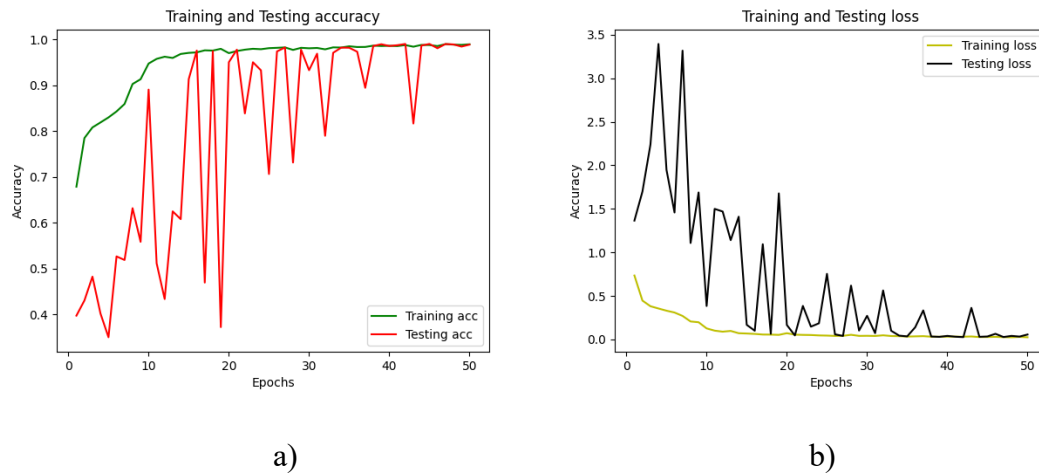 Training and Testing accuracy
1.0
0.9
0.8
0.7
0.6
0.5
0.4
Accuracy
0
10
20
30
40
50
Epochs
Training acc
Testing acc
a)
Training and Testing loss
3.5
3.0
2.5
2.0
1.5
1.0
0.5
0.0
Accuracy
0
10
20
30
40
50
Epochs
Training loss
Testing loss
b)